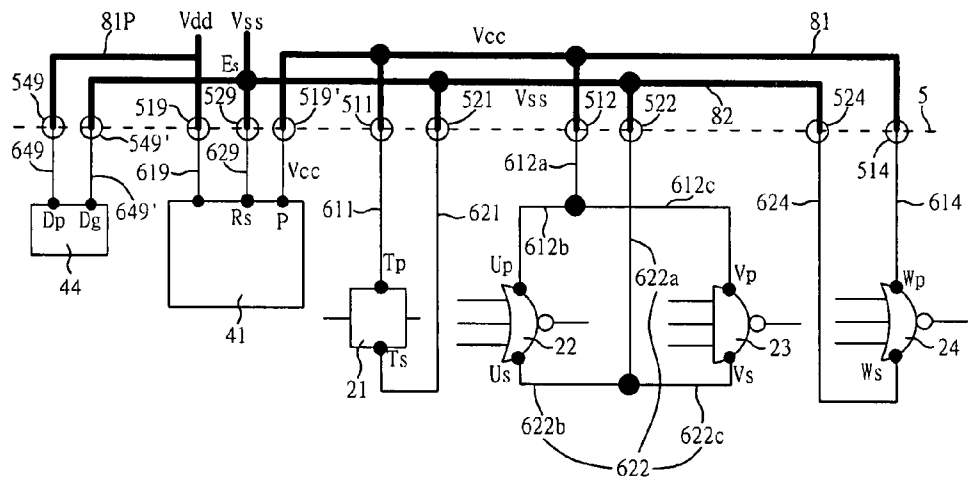 81P Vdd Vss Vcc 81
549 519 Es 529 519' 511 Vss 521 512 522 82 524 5
549' 514
649 619 629 Vcc 612a
649' 611 621 612c 624 614
Dp Dg Rs P 612b
44 41 Tp Up 622a Vp Wp
21 Ts 22 23 24
Us Vs Ws
622b 622c
622